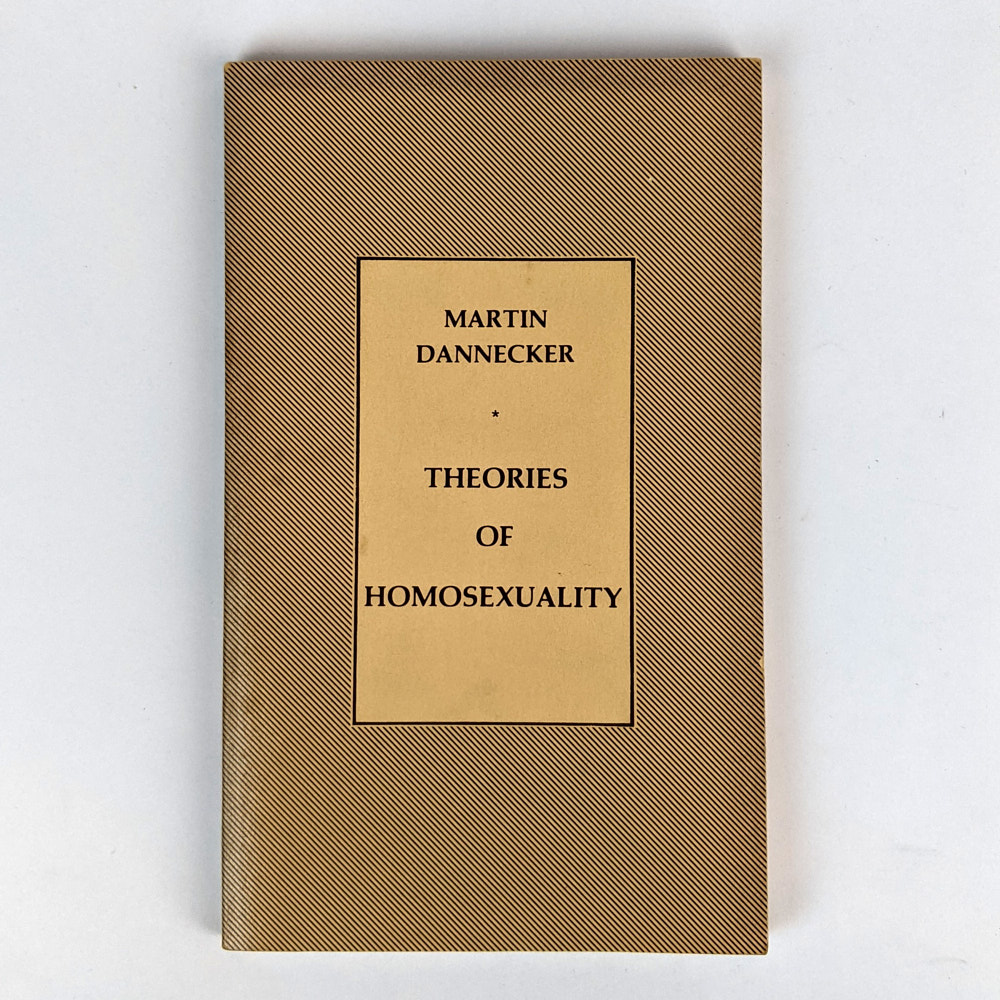 MARTIN
DANNECKER
*
THEORIES
OF
HOMOSEXUALITY